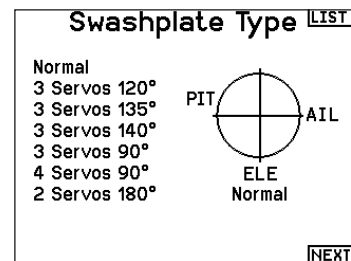 Swashplate Type LIST
Normal
3 Servos 120°
3 Servos 135°
3 Servos 140°
3 Servos 90°
4 Servos 90°
2 Servos 180°
PIT
AIL
ELE
Normal
NEXT